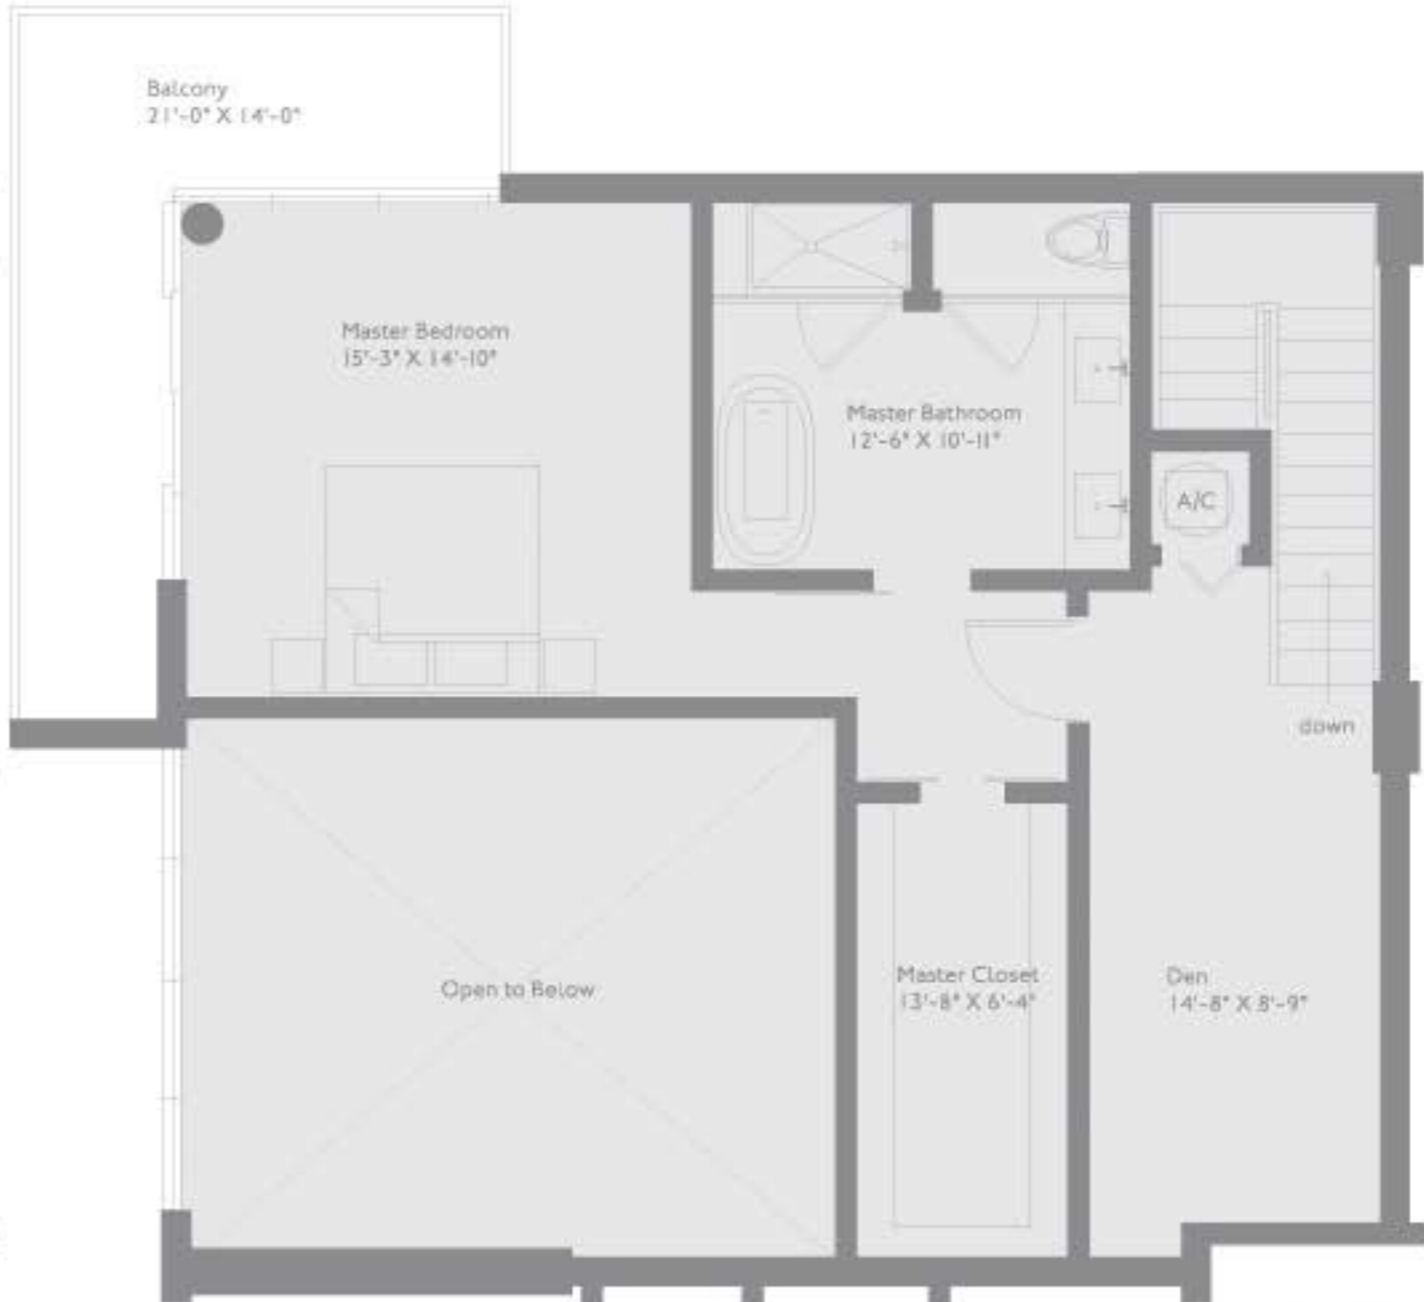 Balcony
21'-0" X 14'-0"
Master Bedroom
15'-3" X 14'-10"
Master Bathroom
12'-6" X 10'-11"
A/C
down
Open to Below
Master Closet
13'-8" X 6'-4"
Den
14'-8" X 8'-9"